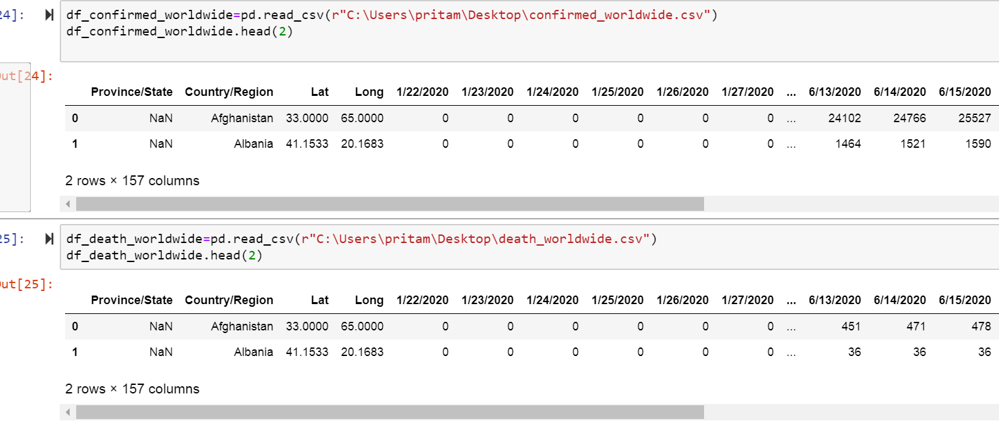 24]:
df_confirmed_worldwide=pd.read_csv(r"C:\Users\pritam\Desktop\confirmed_worldwide.csv")
df_confirmed_worldwide.head(2)
ut[24]:
Province/State Country/Region Lat Long 1/22/2020 1/23/2020 1/24/2020 1/25/2020 1/26/2020 1/27/2020 ... 6/13/2020 6/14/2020 6/15/2020
0 NaN Afghanistan 33.0000 65.0000 0 0 0 0 0 0 ... 24102 24766 25527
1 NaN Albania 41.1533 20.1683 0 0 0 0 0 0 ... 1464 1521 1590
2 rows × 157 columns
25]:
df_death_worldwide=pd.read_csv(r"C:\Users\pritam\Desktop\death_worldwide.csv")
df_death_worldwide.head(2)
ut[25]:
Province/State Country/Region Lat Long 1/22/2020 1/23/2020 1/24/2020 1/25/2020 1/26/2020 1/27/2020 ... 6/13/2020 6/14/2020 6/15/2020
0 NaN Afghanistan 33.0000 65.0000 0 0 0 0 0 0 ... 451 471 478
1 NaN Albania 41.1533 20.1683 0 0 0 0 0 0 ... 36 36 36
2 rows × 157 columns